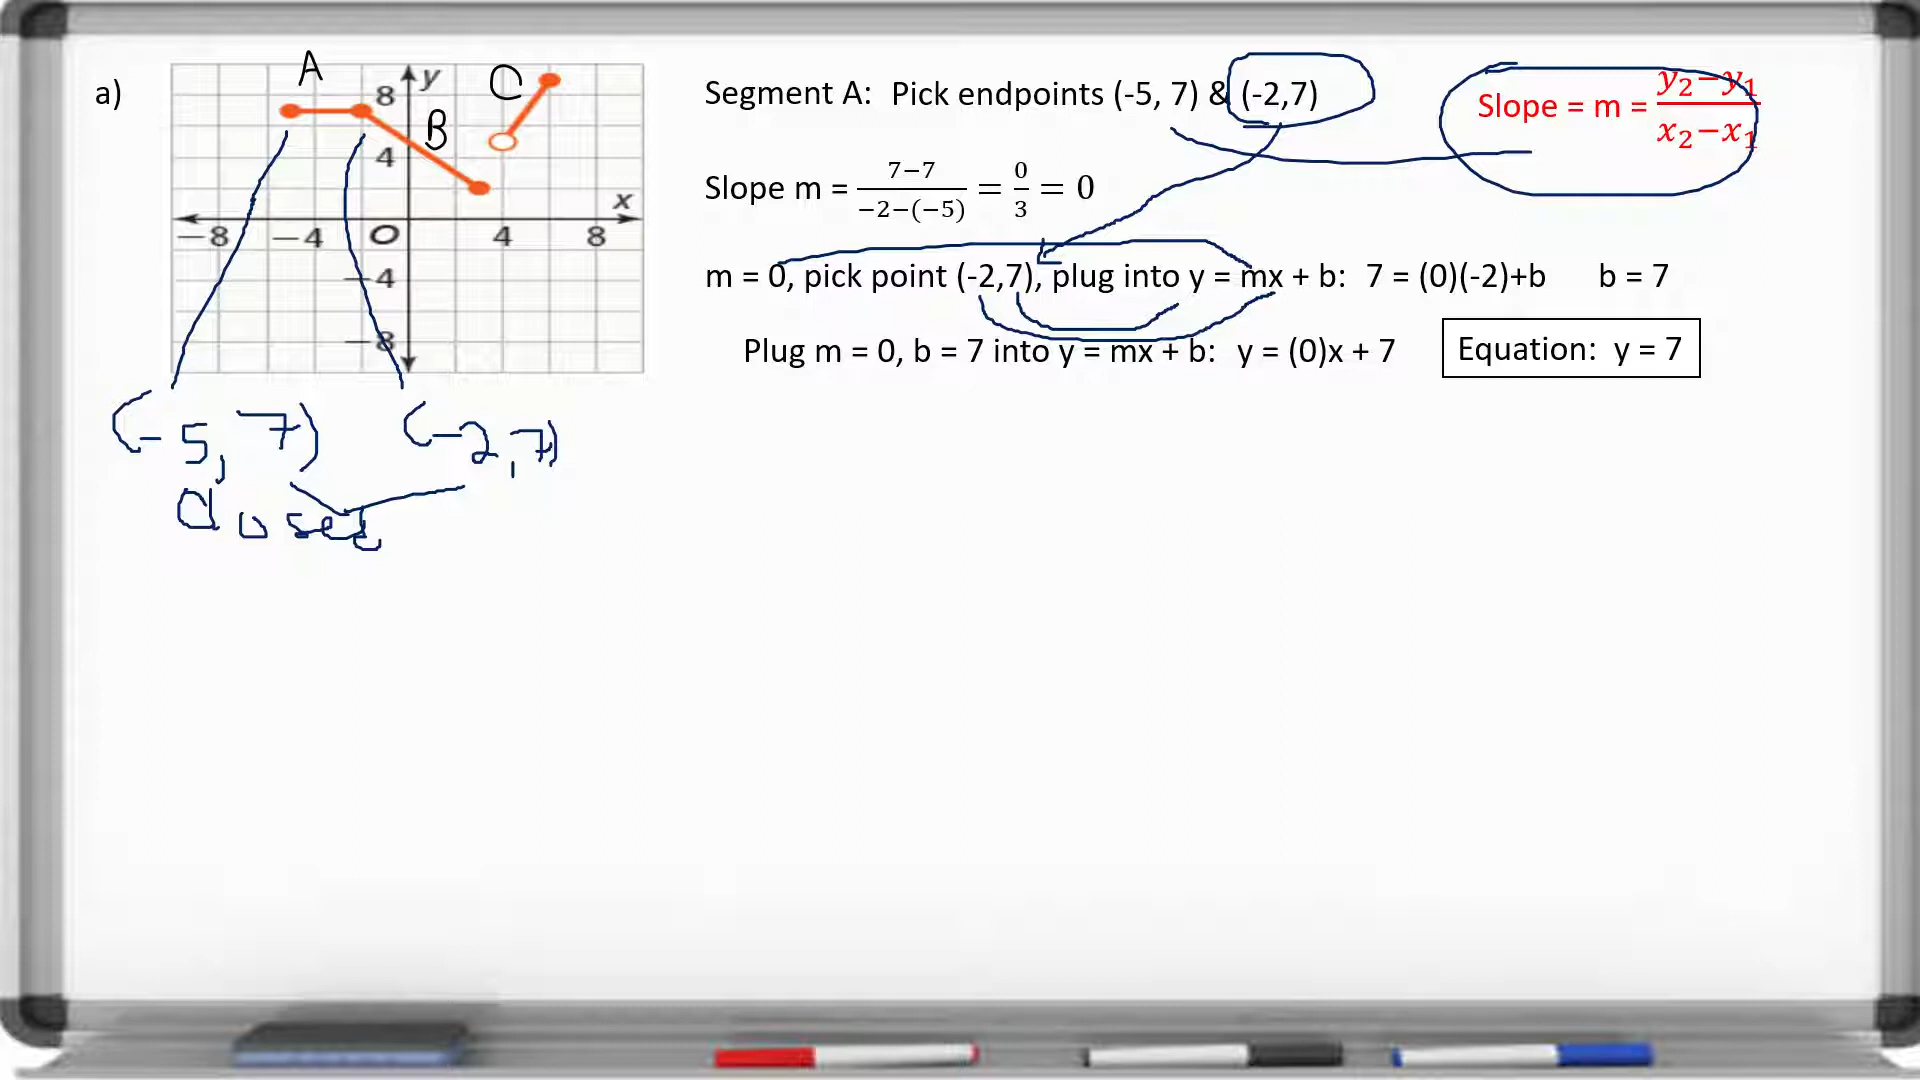 a)
A
C
B
y
8
4
x
−8 −4 O 4 8
−4
−8
(-5, 7) (-2,7)
closed
Segment A: Pick endpoints (-5, 7) & (-2,7)
Slope = m = y₂−y₁ / x₂−x₁
Slope m = 7−7 / −2−(−5) = 0/3 = 0
m = 0, pick point (-2,7), plug into y = mx + b: 7 = (0)(-2)+b b = 7
Plug m = 0, b = 7 into y = mx + b: y = (0)x + 7
Equation: y = 7